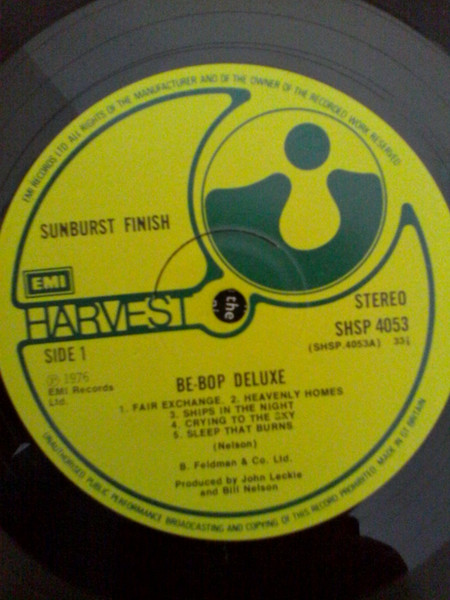 EMI RECORDS LTD. ALL RIGHTS OF THE MANUFACTURER AND OF THE OWNER OF THE RECORDED WORK RESERVED
SUNBURST FINISH
EMI
HARVEST
the
STEREO
SHSP 4053
(SHSP.4053A) 33⅓
SIDE 1
Ⓟ 1976
EMI Records
Ltd.
BE-BOP DELUXE
1. FAIR EXCHANGE. 2. HEAVENLY HOMES
3. SHIPS IN THE NIGHT
4. CRYING TO THE SKY
5. SLEEP THAT BURNS
(Nelson)
B. Feldman & Co. Ltd.
Produced by John Leckie
and Bill Nelson
UNAUTHORISED PUBLIC PERFORMANCE BROADCASTING AND COPYING OF THIS RECORD PROHIBITED. MADE IN GT BRITAIN